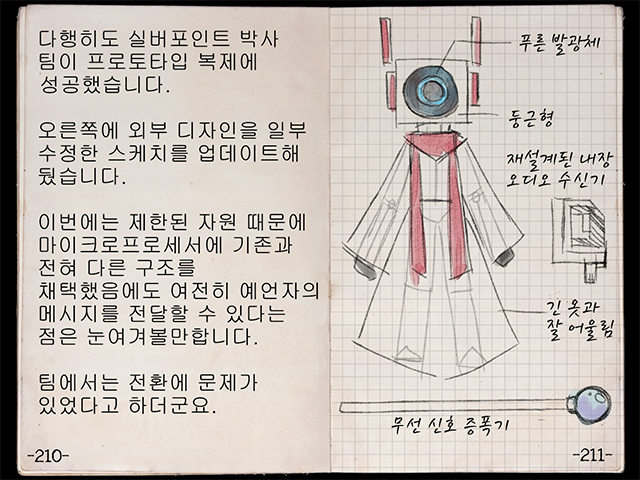 다행히도 실버포인트 박사
팀이 프로토타입 복제에
성공했습니다.
오른쪽에 외부 디자인을 일부
수정한 스케치를 업데이트해
뒀습니다.
이번에는 제한된 자원 때문에
마이크로프로세서에 기존과
전혀 다른 구조를
채택했음에도 여전히 예언자의
메시지를 전달할 수 있다는
점은 눈여겨볼만합니다.
팀에서는 전환에 문제가
있었다고 하더군요.
-210-
푸른 발광체
둥근형
재설계된 내장
오디오 수신기
긴 옷과
잘 어울림
무선 신호 증폭기
-211-